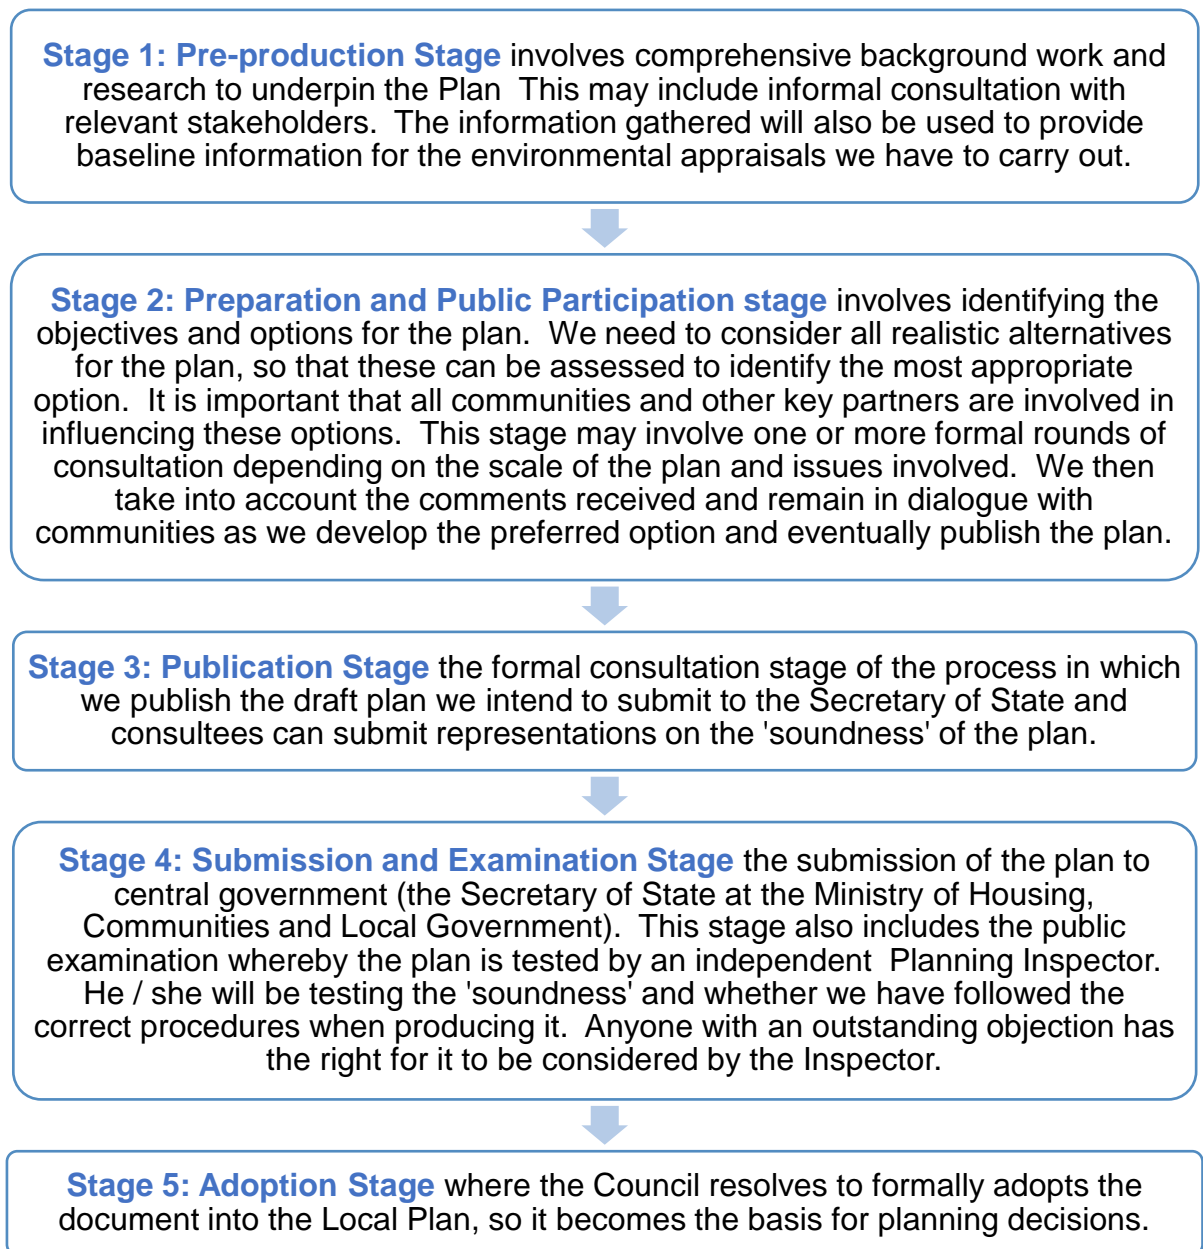 Stage 1: Pre-production Stage involves comprehensive background work and
research to underpin the Plan  This may include informal consultation with
relevant stakeholders.  The information gathered will also be used to provide
baseline information for the environmental appraisals we have to carry out.
Stage 2: Preparation and Public Participation stage involves identifying the
objectives and options for the plan.  We need to consider all realistic alternatives
for the plan, so that these can be assessed to identify the most appropriate
option.  It is important that all communities and other key partners are involved in
influencing these options.  This stage may involve one or more formal rounds of
consultation depending on the scale of the plan and issues involved.  We then
take into account the comments received and remain in dialogue with
communities as we develop the preferred option and eventually publish the plan.
Stage 3: Publication Stage the formal consultation stage of the process in which
we publish the draft plan we intend to submit to the Secretary of State and
consultees can submit representations on the 'soundness' of the plan.
Stage 4: Submission and Examination Stage the submission of the plan to
central government (the Secretary of State at the Ministry of Housing,
Communities and Local Government).  This stage also includes the public
examination whereby the plan is tested by an independent  Planning Inspector.
He / she will be testing the 'soundness' and whether we have followed the
correct procedures when producing it.  Anyone with an outstanding objection has
the right for it to be considered by the Inspector.
Stage 5: Adoption Stage where the Council resolves to formally adopts the
document into the Local Plan, so it becomes the basis for planning decisions.